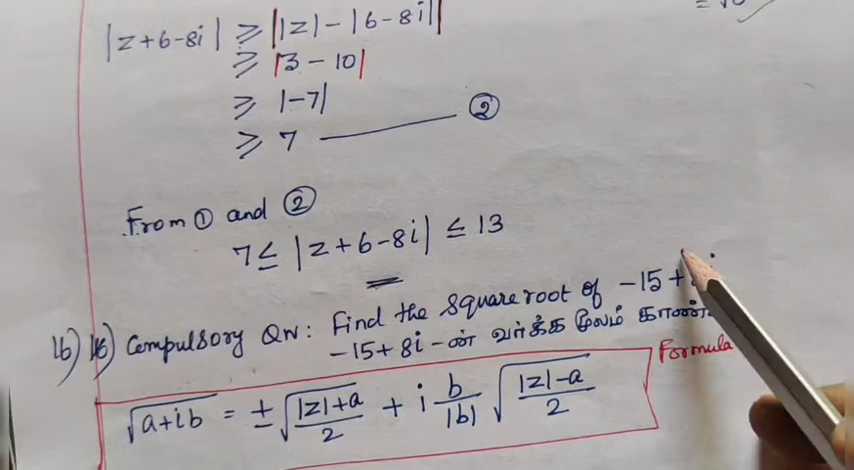 |z+6-8i| ≥ ||z| - |6-8i||
≥ |3 - 10|
≥ |-7|
≥ 7 ——— ②
From ① and ②
7 ≤ |z+6-8i| ≤ 13
16) 16) Compulsory Qn: Find the square root of -15+
-15+8i-ன் வர்க்க மூலம்
Formula
√a+ib = ± √|z|+a/2 + i b/|b| √|z|-a/2